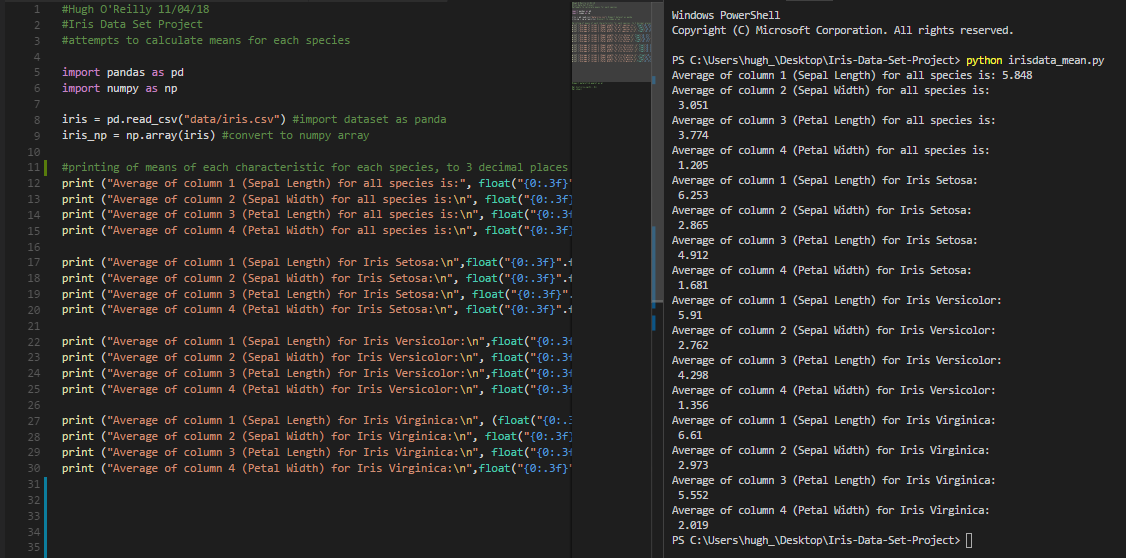 1 #Hugh O'Reilly 11/04/18
2 #Iris Data Set Project
3 #attempts to calculate means for each species
4
5 import pandas as pd
6 import numpy as np
7
8 iris = pd.read_csv("data/iris.csv") #import dataset as panda
9 iris_np = np.array(iris) #convert to numpy array
10
11 #printing of means of each characteristic for each species, to 3 decimal places
12 print ("Average of column 1 (Sepal Length) for all species is:", float("{0:.3f}"
13 print ("Average of column 2 (Sepal Width) for all species is:\n", float("{0:.3f}
14 print ("Average of column 3 (Petal Length) for all species is:\n", float("{0:.3f
15 print ("Average of column 4 (Petal Width) for all species is:\n", float("{0:.3f}
16
17 print ("Average of column 1 (Sepal Length) for Iris Setosa:\n",float("{0:.3f}".f
18 print ("Average of column 2 (Sepal Width) for Iris Setosa:\n", float("{0:.3f}".f
19 print ("Average of column 3 (Petal Length) for Iris Setosa:\n", float("{0:.3f}".
20 print ("Average of column 4 (Petal Width) for Iris Setosa:\n", float("{0:.3f}".f
21
22 print ("Average of column 1 (Sepal Length) for Iris Versicolor:\n",float("{0:.3f
23 print ("Average of column 2 (Sepal Width) for Iris Versicolor:\n", float("{0:.3f
24 print ("Average of column 3 (Petal Length) for Iris Versicolor:\n",float("{0:.3f
25 print ("Average of column 4 (Petal Width) for Iris Versicolor:\n", float("{0:.3f
26
27 print ("Average of column 1 (Sepal Length) for Iris Virginica:\n", (float("{0:.3
28 print ("Average of column 2 (Sepal Width) for Iris Virginica:\n", float("{0:.3f}
29 print ("Average of column 3 (Petal Length) for Iris Virginica:\n", float("{0:.3f
30 print ("Average of column 4 (Petal Width) for Iris Virginica:\n",float("{0:.3f}"
31
32
33
34
35
Windows PowerShell
Copyright (C) Microsoft Corporation. All rights reserved.
PS C:\Users\hugh_\Desktop\Iris-Data-Set-Project> python irisdata_mean.py
Average of column 1 (Sepal Length) for all species is: 5.848
Average of column 2 (Sepal Width) for all species is:
3.051
Average of column 3 (Petal Length) for all species is:
3.774
Average of column 4 (Petal Width) for all species is:
1.205
Average of column 1 (Sepal Length) for Iris Setosa:
6.253
Average of column 2 (Sepal Width) for Iris Setosa:
2.865
Average of column 3 (Petal Length) for Iris Setosa:
4.912
Average of column 4 (Petal Width) for Iris Setosa:
1.681
Average of column 1 (Sepal Length) for Iris Versicolor:
5.91
Average of column 2 (Sepal Width) for Iris Versicolor:
2.762
Average of column 3 (Petal Length) for Iris Versicolor:
4.298
Average of column 4 (Petal Width) for Iris Versicolor:
1.356
Average of column 1 (Sepal Length) for Iris Virginica:
6.61
Average of column 2 (Sepal Width) for Iris Virginica:
2.973
Average of column 3 (Petal Length) for Iris Virginica:
5.552
Average of column 4 (Petal Width) for Iris Virginica:
2.019
PS C:\Users\hugh_\Desktop\Iris-Data-Set-Project>